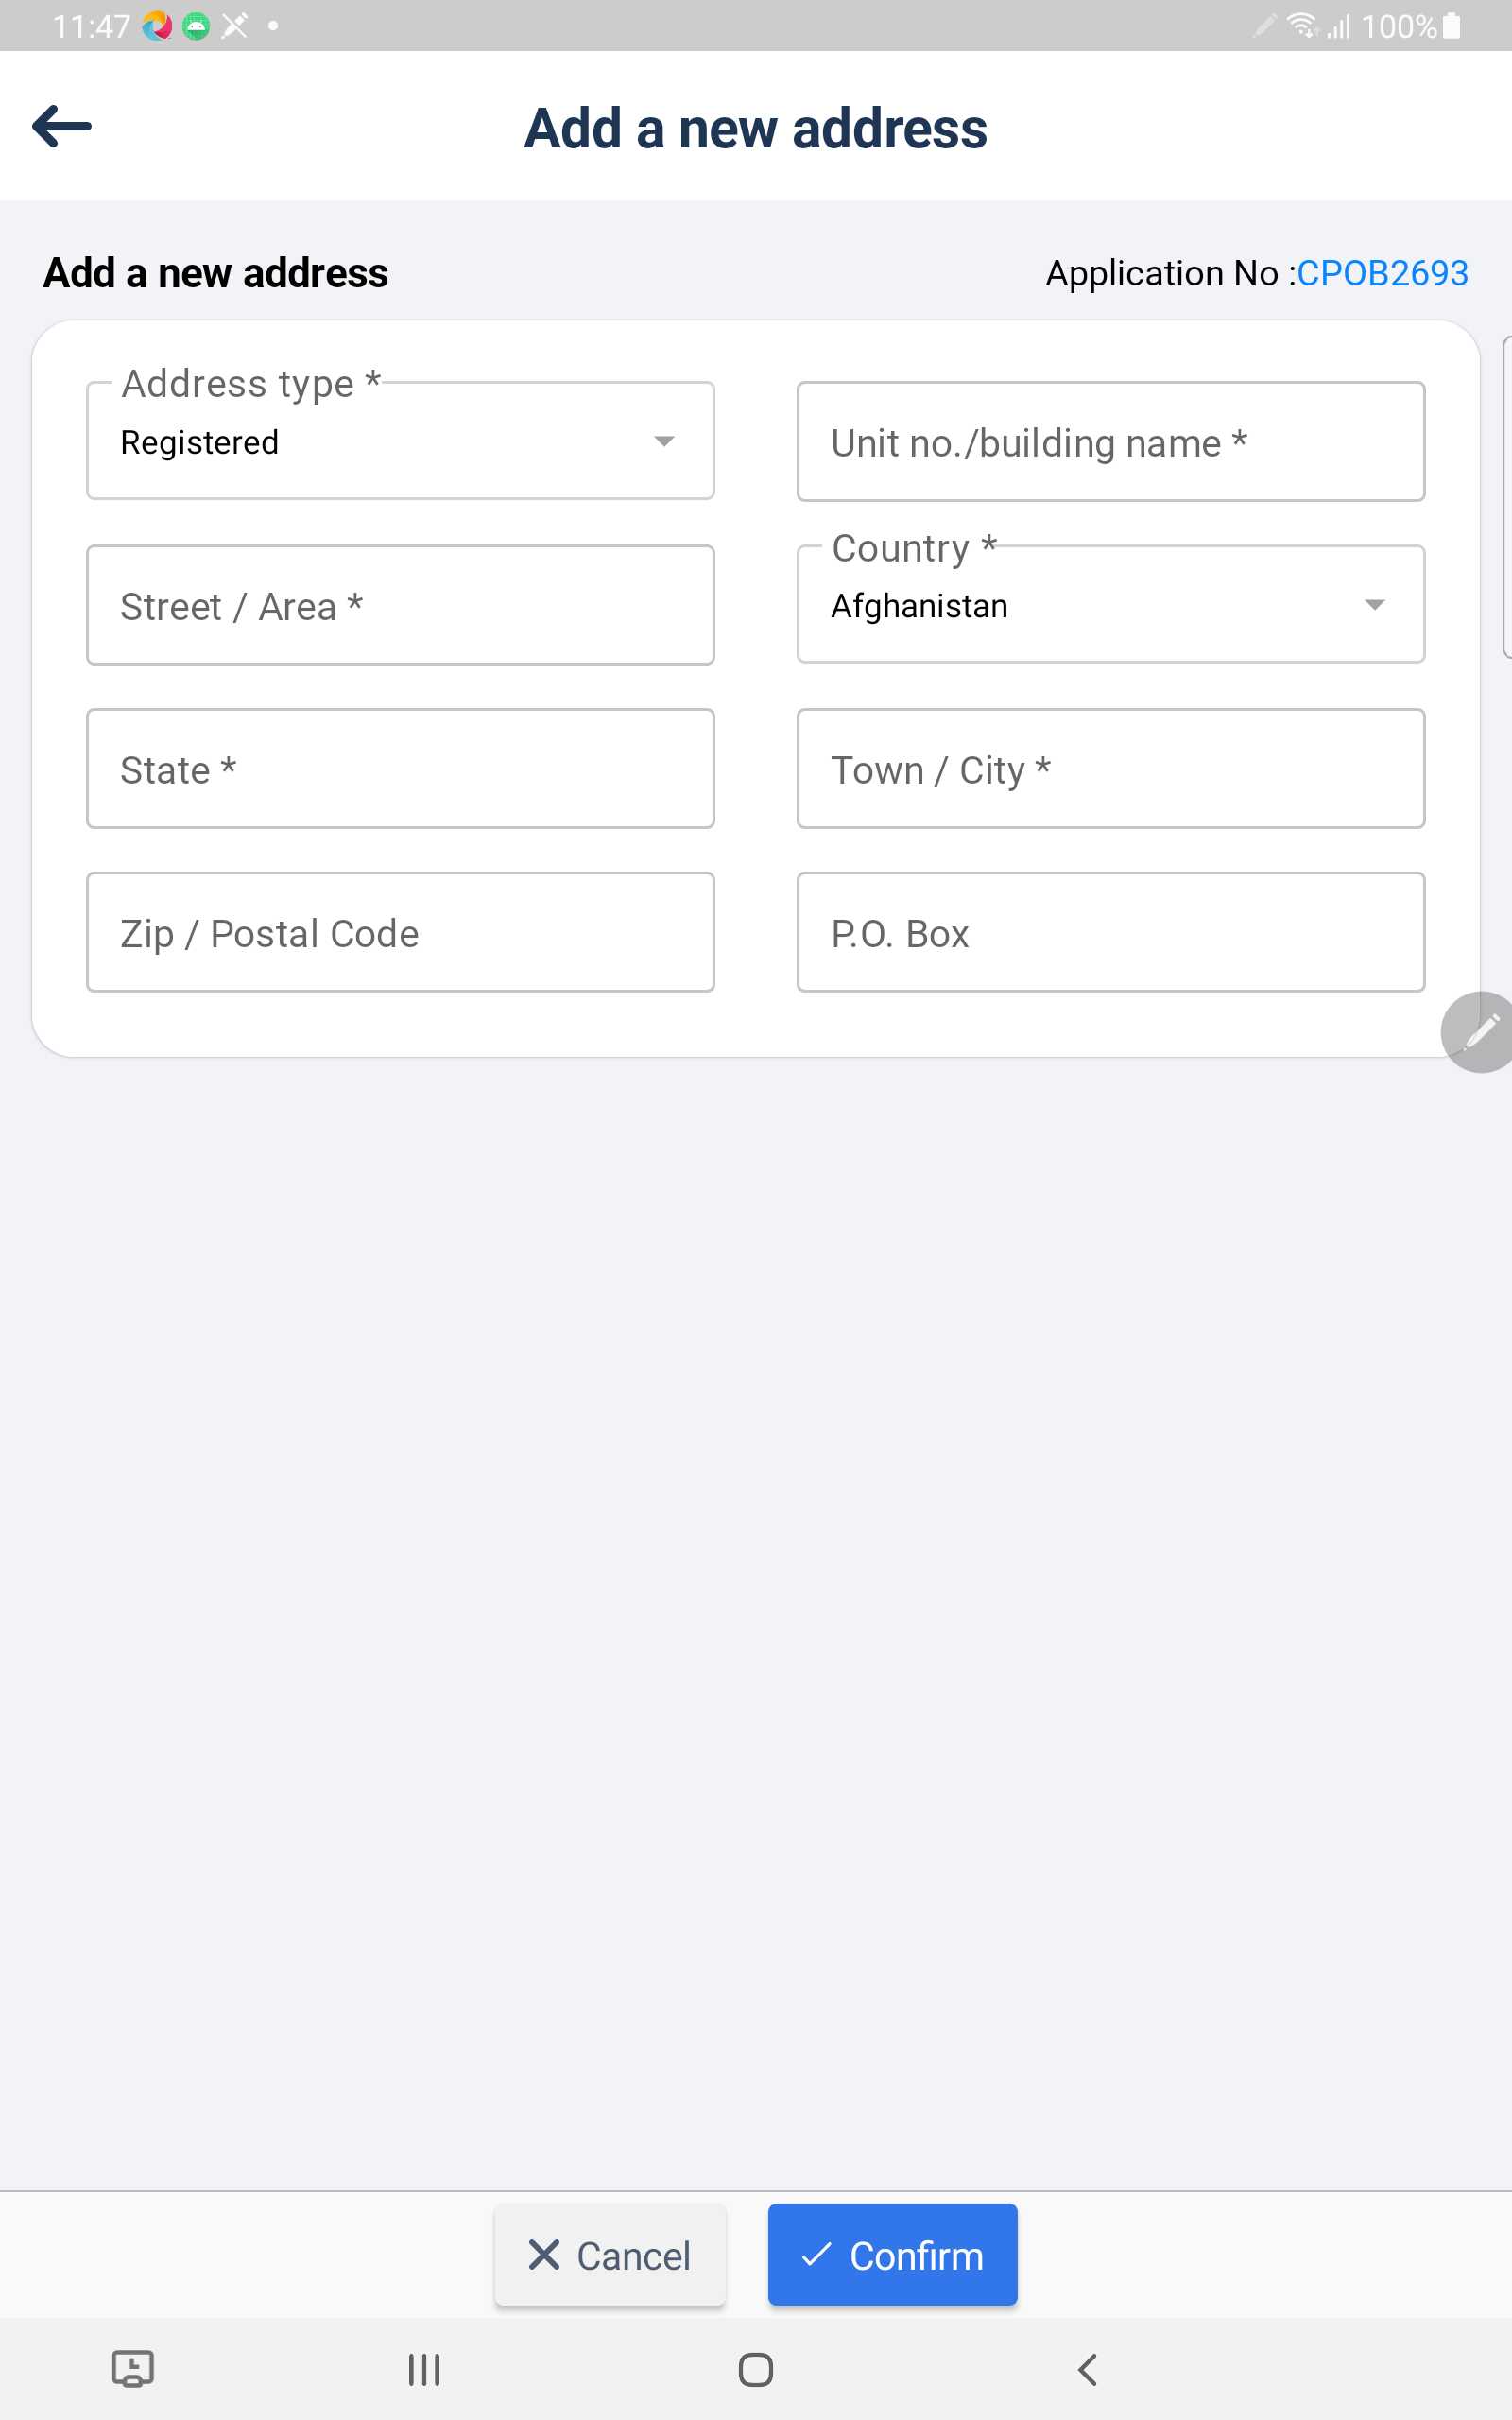 11:47 100%
Add a new address
Add a new address Application No :CPOB2693
Address type *
Registered
Unit no./building name *
Street / Area *
Country *
Afghanistan
State *
Town / City *
Zip / Postal Code
P.O. Box
Cancel
Confirm